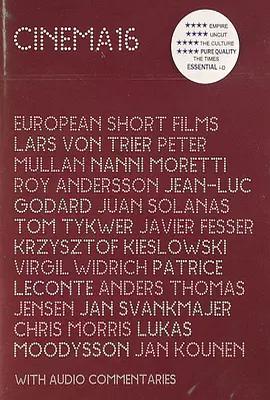 CINEMA16
★★★★ EMPIRE
★★★★ UNCUT
★★★★ THE CULTURE
★★★★ PURE QUALITY
THE TIMES
ESSENTIAL i-D
EUROPEAN SHORT FILMS
LARS VON TRIER PETER
MULLAN NANNI MORETTI
ROY ANDERSSON JEAN-LUC
GODARD JUAN SOLANAS
TOM TYKWER JAVIER FESSER
KRZYSZTOF KIESLOWSKI
VIRGIL WIDRICH PATRICE
LECONTE ANDERS THOMAS
JENSEN JAN SVANKMAJER
CHRIS MORRIS LUKAS
MOODYSSON JAN KOUNEN
WITH AUDIO COMMENTARIES